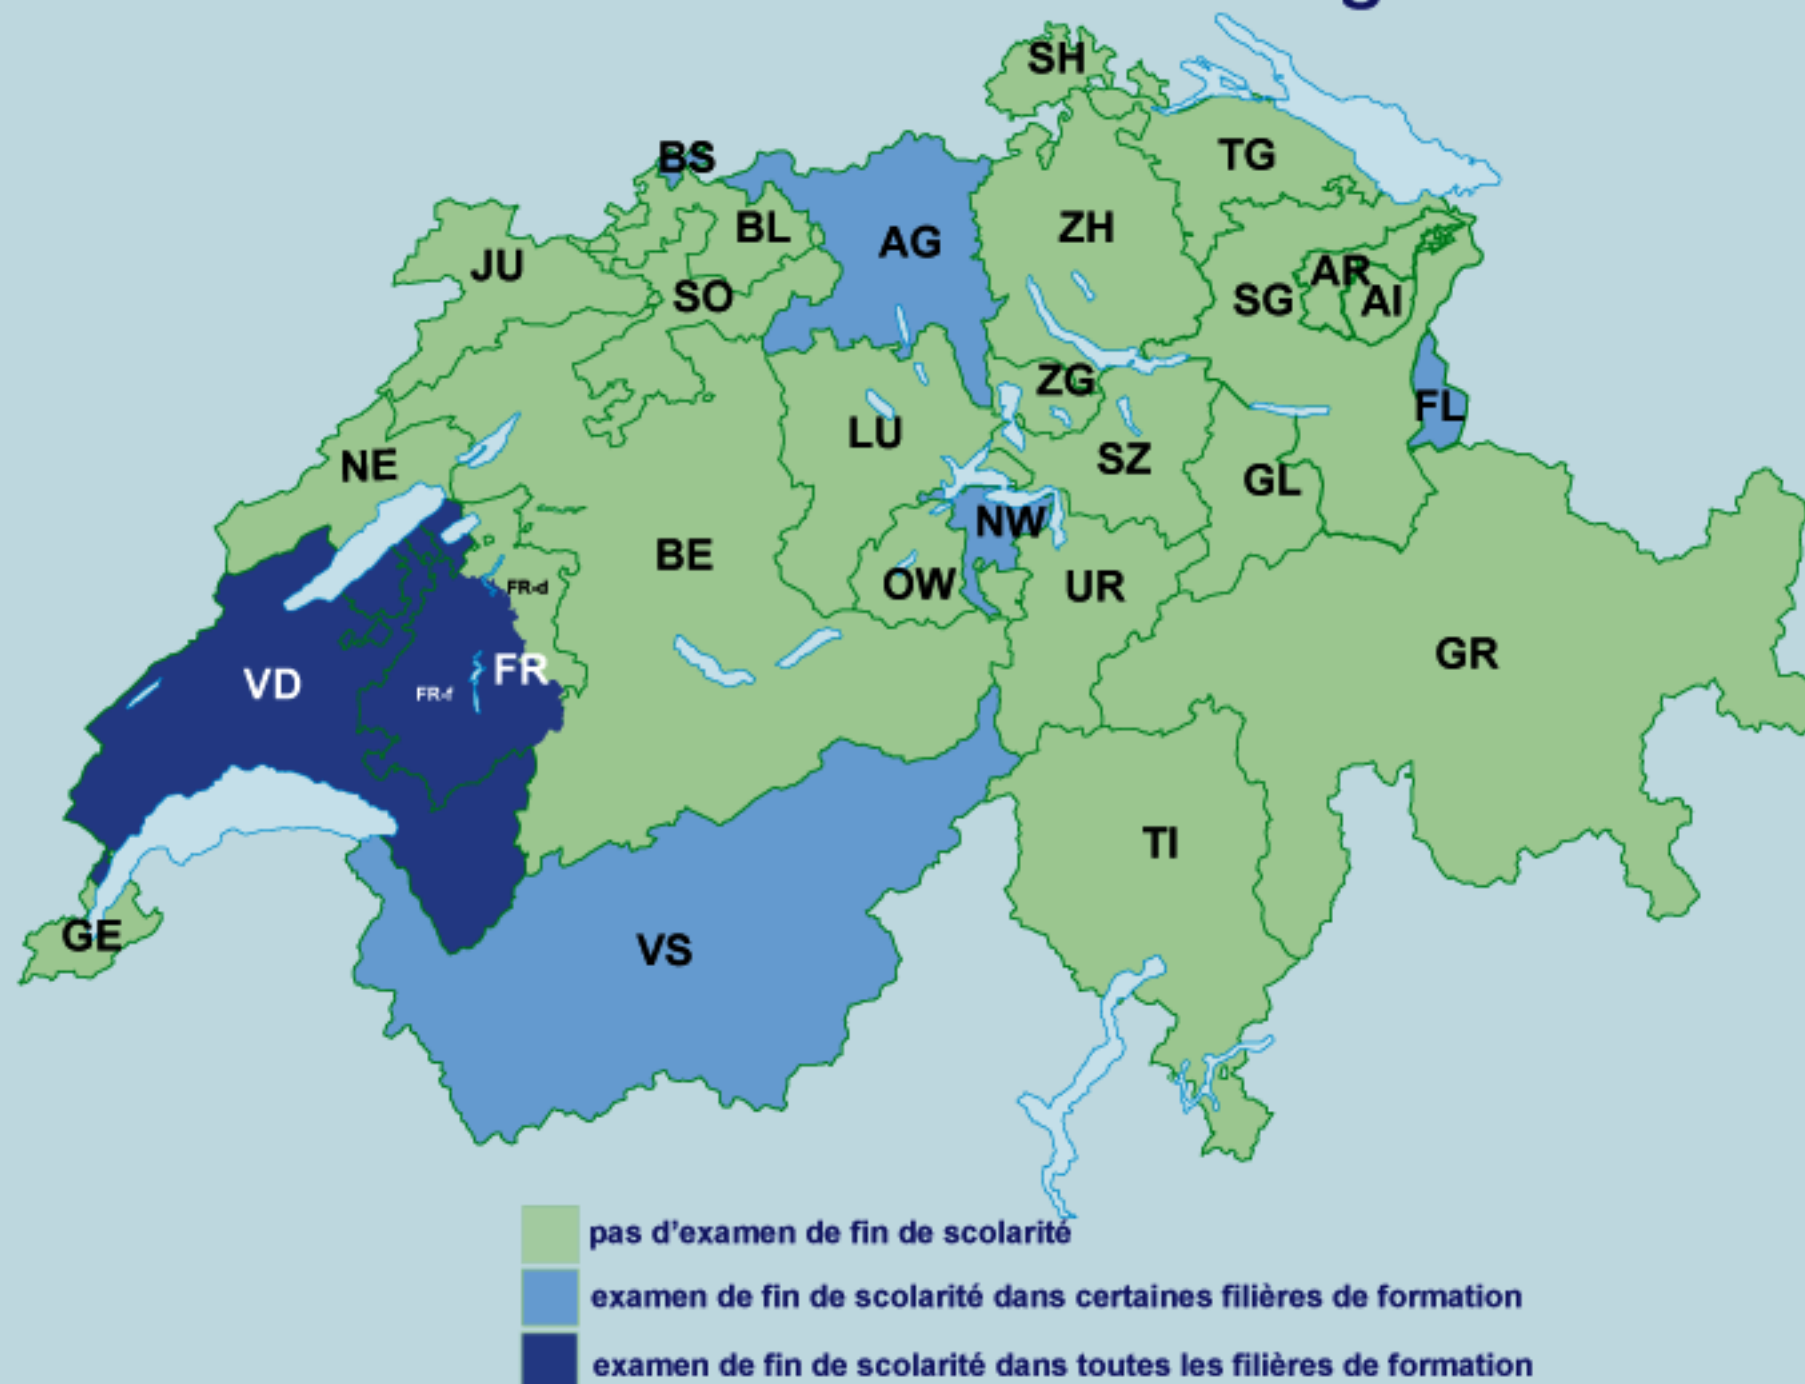 g
SH
BS
TG
BL
AG
ZH
JU
SO
AR
SG
AI
ZG
FL
LU
NE
SZ
GL
NW
BE
OW
UR
FR-d
GR
VD
FR
FR-f
TI
GE
VS
pas d’examen de fin de scolarité
examen de fin de scolarité dans certaines filières de formation
examen de fin de scolarité dans toutes les filières de formation